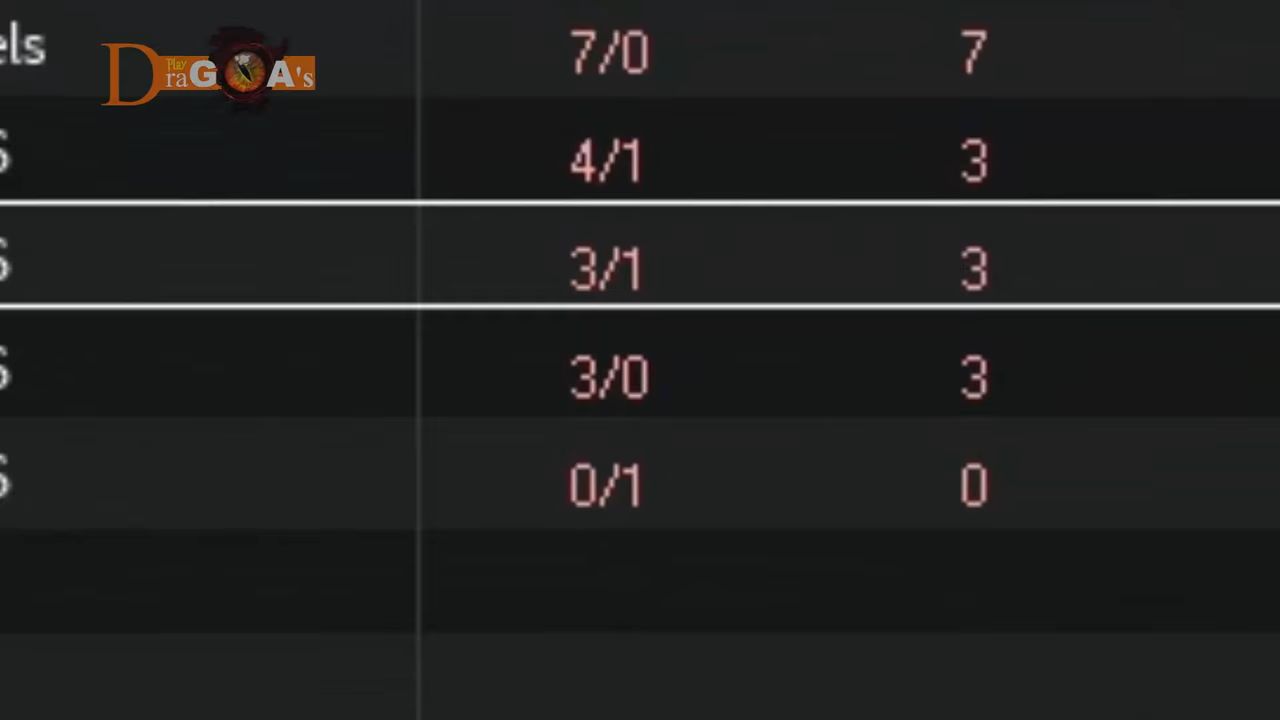 els 7/0 7
Play
DraGOA's
S 4/1 3
S 3/1 3
S 3/0 3
S 0/1 0